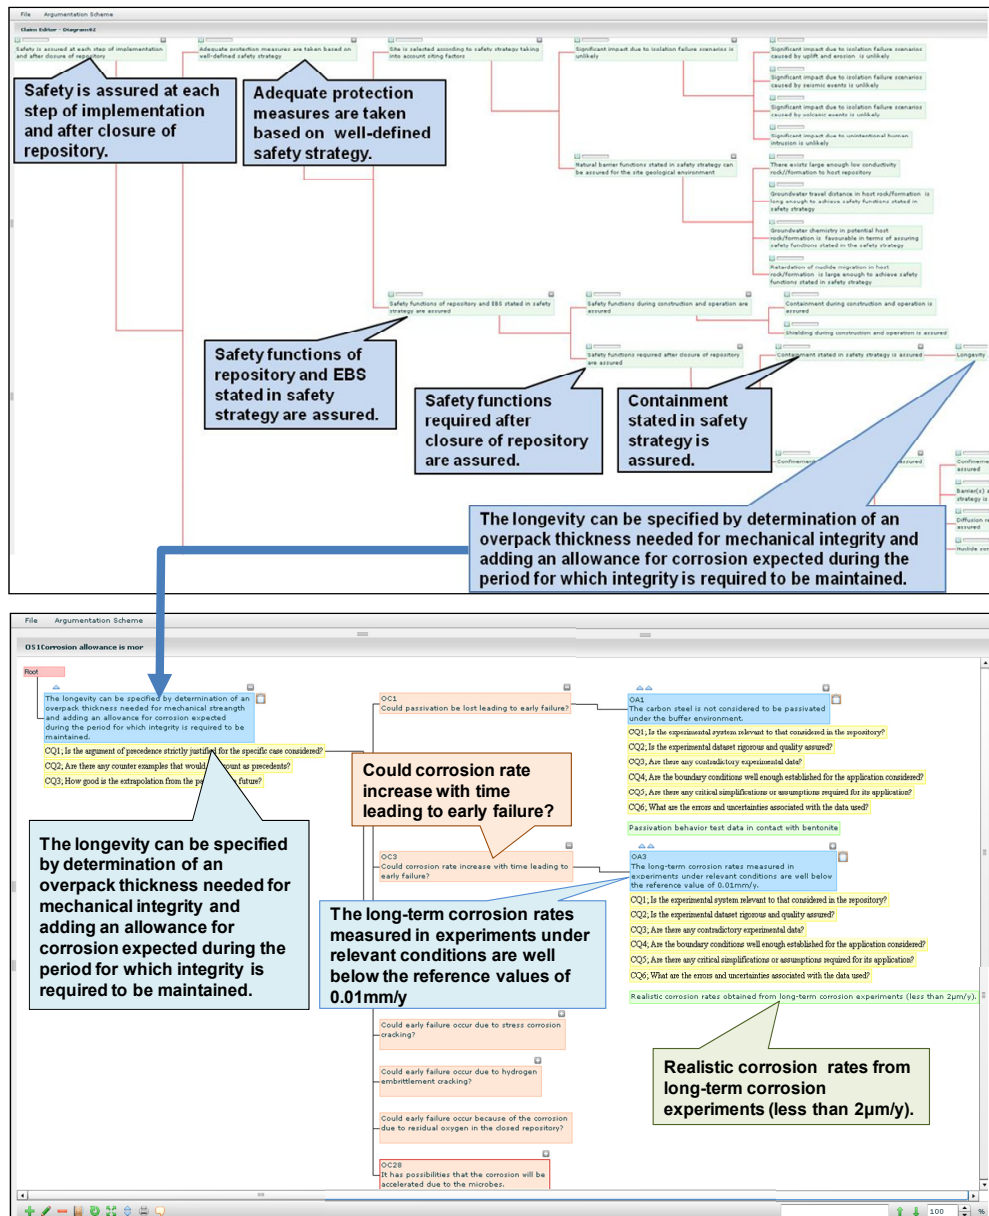 File Argumentation Scheme
Claim Editor - Diagram62
Safety is assured at each step of implementation
and after closure of repository
Adequate protection measures are taken based on
well-defined safety strategy
Site is selected according to safety strategy taking
into account siting factors
Significant impact due to isolation failure scenarios is
unlikely
Significant impact due to isolation failure scenarios
caused by uplift and erosion is unlikely
Significant impact due to isolation failure scenarios
caused by seismic events is unlikely
Significant impact due to isolation failure scenarios
caused by volcanic events is unlikely
Significant impact due to unintentional human
intrusion is unlikely
Safety is assured at each
step of implementation
and after closure of
repository.
Adequate protection
measures are taken
based on well-defined
safety strategy.
Natural barrier functions stated in safety strategy can
be assured for the site geological environment
There exists large enough low conductivity
rock//formation to host repository
Groundwater travel distance in host rock/formation is
long enough to achieve safety functions stated in
safety strategy
Groundwater chemistry in potential host
rock/formation is favourable in terms of assuring
safety functions stated in the safety strategy
Retardation of nuclide migration in host
rock/formation is large enough to achieve safety
functions stated in safety strategy
Safety functions of repository and EBS stated in safety
strategy are assured
Safety functions during construction and operation are
assured
Containment during construction and operation is
assured
Shielding during construction and operation is assured
Safety functions required after closure of repository
are assured
Containment stated in safety strategy is assured
Longevity
Safety functions of
repository and EBS
stated in safety
strategy are assured.
Safety functions
required after
closure of repository
are assured.
Containment
stated in safety
strategy is
assured.
Confinement
assured
Confinement
assured
Barrier(s)
strategy is
Diffusion re
assured
Nuclide sor
The longevity can be specified by determination of an
overpack thickness needed for mechanical integrity and
adding an allowance for corrosion expected during the
period for which integrity is required to be maintained.
File Argumentation Scheme
OS1Corrosion allowance is mor
Root
The longevity can be specified by determination of an
overpack thickness needed for mechanical strength
and adding an allowance for corrosion expected
during the period for which integrity is required to be
maintained.
CQ1; Is the argument of precedence strictly justified for the specific case considered?
CQ2; Are there any counter examples that would count as precedents?
CQ3; How good is the extrapolation from the past future?
OC1
Could passivation be lost leading to early failure?
OA1
The carbon steel is not considered to be passivated
under the buffer environment.
CQ1; Is the experimental system relevant to that considered in the repository?
CQ2; Is the experimental dataset rigorous and quality assured?
CQ3; Are there any contradictory experimental data?
CQ4; Are the boundary conditions well enough established for the application considered?
CQ5; Are there any critical simplifications or assumptions required for its application?
CQ6; What are the errors and uncertainties associated with the data used?
Passivation behavior test data in contact with bentonite
Could corrosion rate
increase with time
leading to early
failure?
The longevity can be specified
by determination of an
overpack thickness needed for
mechanical integrity and
adding an allowance for
corrosion expected during the
period for which integrity is
required to be maintained.
OC3
Could corrosion rate increase with time leading to
early failure?
OA3
The long-term corrosion rates measured in
experiments under relevant conditions are well below
the reference value of 0.01mm/y.
CQ1; Is the experimental system relevant to that considered in the repository?
CQ2; Is the experimental dataset rigorous and quality assured?
CQ3; Are there any contradictory experimental data?
CQ4; Are the boundary conditions well enough established for the application considered?
CQ5; Are there any critical simplifications or assumptions required for its application?
CQ6; What are the errors and uncertainties associated with the data used?
Realistic corrosion rates obtained from long-term corrosion experiments (less than 2μm/y).
The long-term corrosion rates
measured in experiments under
relevant conditions are well
below the reference values of
0.01mm/y
Could early failure occur due to stress corrosion
cracking?
Could early failure occur due to hydrogen
embrittlement cracking?
Could early failure occur because of the corrosion
due to residual oxygen in the closed repository?
OC28
It has possibilities that the corrosion will be
accelerated due to the microbes.
Realistic corrosion rates from
long-term corrosion
experiments (less than 2μm/y).
100 %